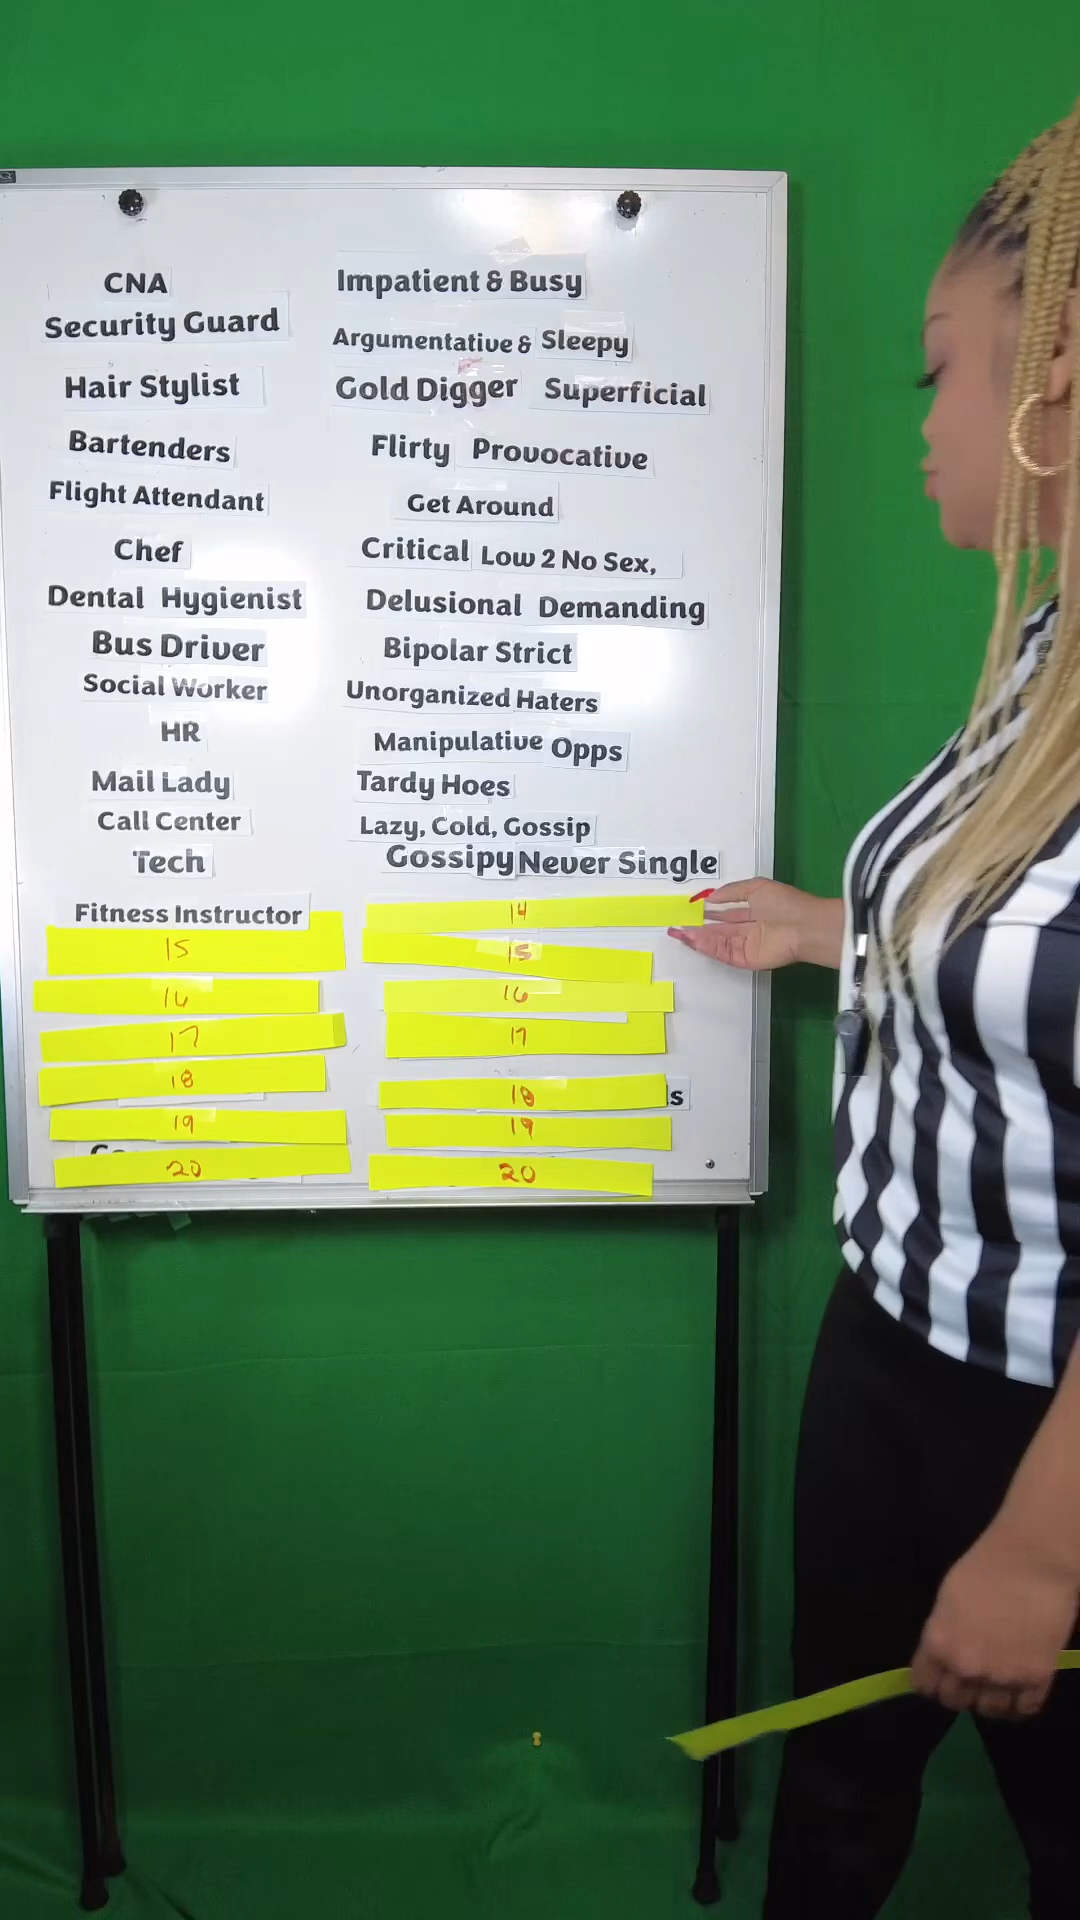 CNA Impatient & Busy
Security Guard Argumentative & Sleepy
Hair Stylist Gold Digger Superficial
Bartenders Flirty Provocative
Flight Attendant Get Around
Chef Critical Low 2 No Sex,
Dental Hygienist Delusional Demanding
Bus Driver Bipolar Strict
Social Worker Unorganized Haters
HR Manipulative Opps
Mail Lady Tardy Hoes
Call Center Lazy, Cold, Gossip
Tech Gossipy Never Single
Fitness Instructor 14
15 15
16 16
17 17
18 18 s
19 19
20 20